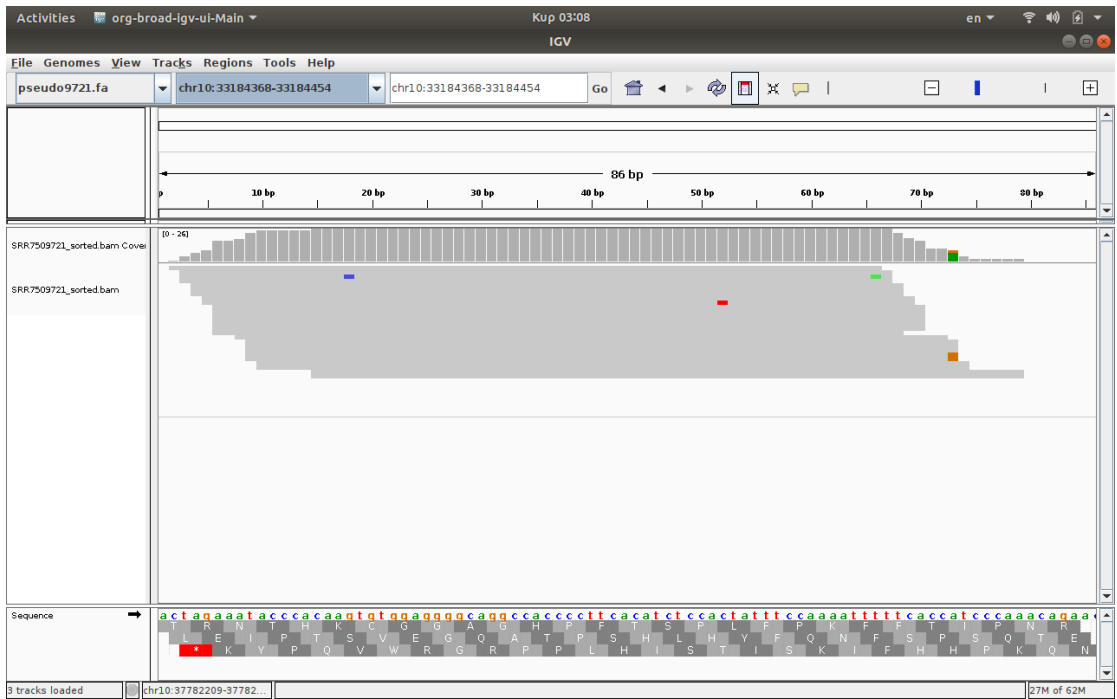 Activities org-broad-igv-ui-Main Kup 03:08 en
IGV
File Genomes View Tracks Regions Tools Help
pseudo9721.fa chr10:33184368-33184454 chr10:33184368-33184454 Go
86 bp
10 bp 20 bp 30 bp 40 bp 50 bp 60 bp 70 bp 80 bp
[0 - 26]
SRR7509721_sorted.bam Cover
SRR7509721_sorted.bam
Sequence a c t a g a a a t a c c c a c a a g t g t g g a g g g g c a g g c c a c c c c t t c a c a t c t c c a c t a t t t c c a a a a t t t t t c a c c a t c c c a a a c a g a a
T R N T H K C G G A G H P F T S P L F P K F F T I P N R
L E I P T S V E G Q A T P S H L H Y F Q N F S P S Q T E
* K Y P Q V W R G R P P L H I S T I S K I F H H P K Q N
3 tracks loaded chr10:37782209-37782... 27M of 62M